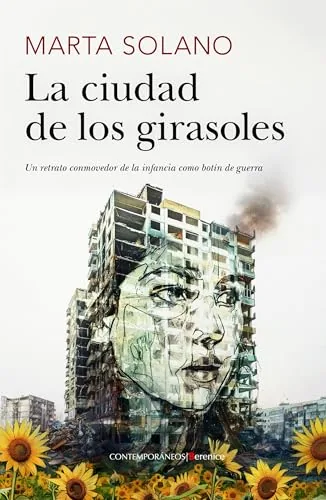 MARTA SOLANO
La ciudad
de los girasoles
Un retrato conmovedor de la infancia como botín de guerra
CONTEMPORÁNEOS|Berenice